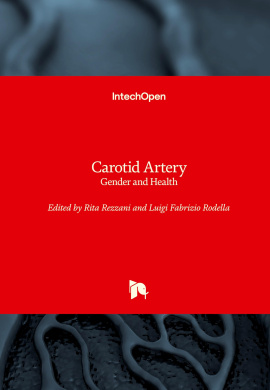 IntechOpen
Carotid Artery
Gender and Health
Edited by Rita Rezzani and Luigi Fabrizio Rodella